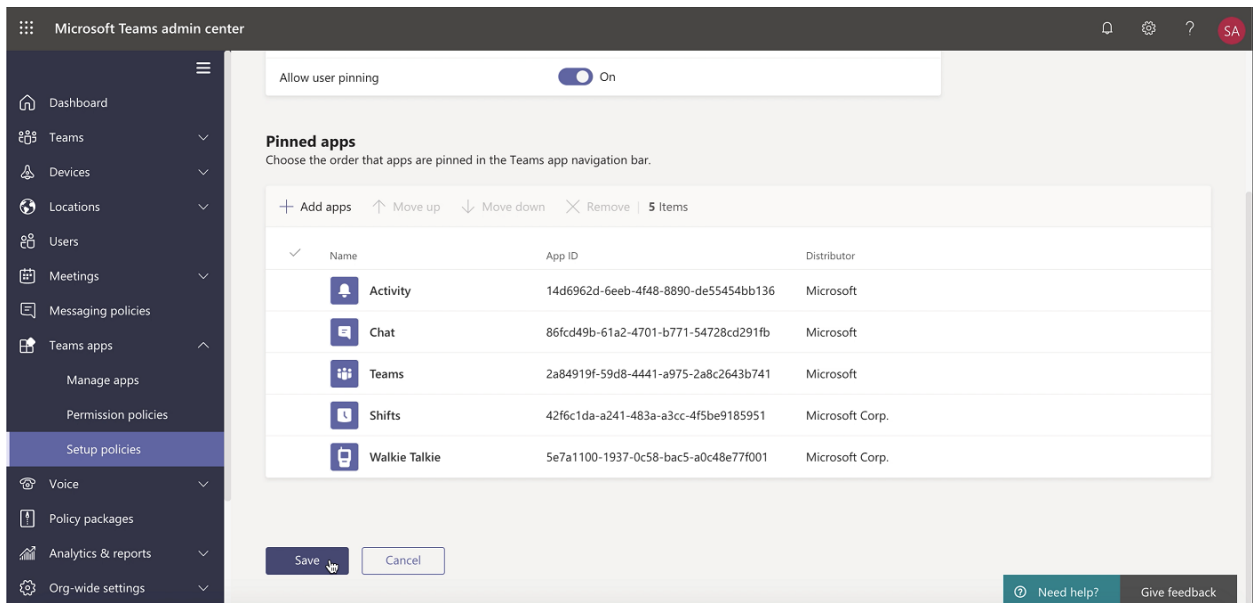 Microsoft Teams admin center
SA
Dashboard
Teams
Devices
Locations
Users
Meetings
Messaging policies
Teams apps
Manage apps
Permission policies
Setup policies
Voice
Policy packages
Analytics & reports
Org-wide settings
Allow user pinning On
Pinned apps
Choose the order that apps are pinned in the Teams app navigation bar.
Add apps Move up Move down Remove 5 Items
Name App ID Distributor
Activity 14d6962d-6eeb-4f48-8890-de55454bb136 Microsoft
Chat 86fcd49b-61a2-4701-b771-54728cd291fb Microsoft
Teams 2a84919f-59d8-4441-a975-2a8c2643b741 Microsoft
Shifts 42f6c1da-a241-483a-a3cc-4f5be9185951 Microsoft Corp.
Walkie Talkie 5e7a1100-1937-0c58-bac5-a0c48e77f001 Microsoft Corp.
Save Cancel
? Need help? Give feedback